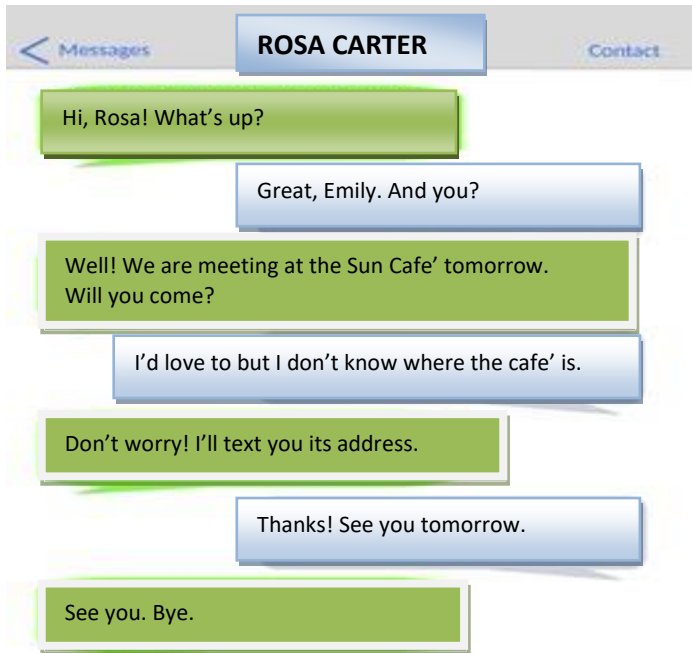 Messages
ROSA CARTER
Contact
Hi, Rosa! What’s up?
Great, Emily. And you?
Well! We are meeting at the Sun Cafe’ tomorrow.
Will you come?
I’d love to but I don’t know where the cafe’ is.
Don’t worry! I’ll text you its address.
Thanks! See you tomorrow.
See you. Bye.